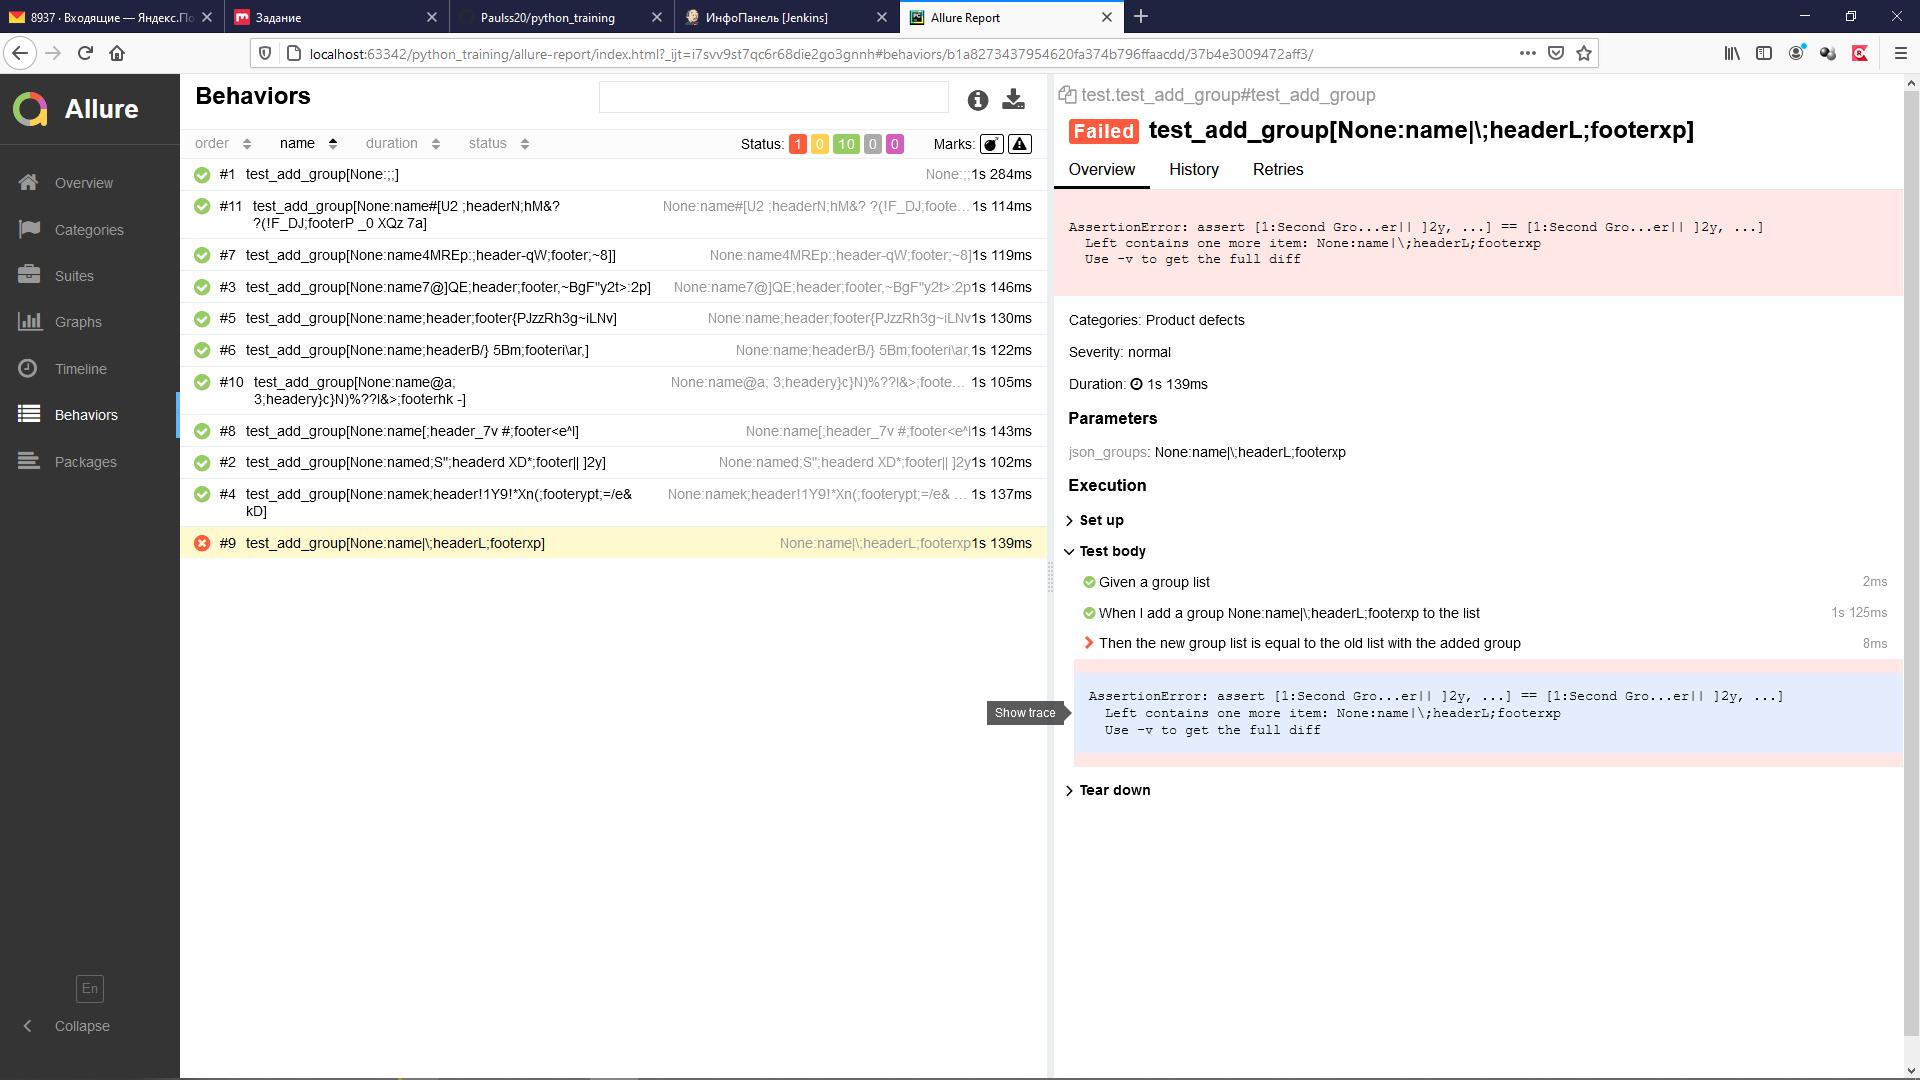 8937 · Входящие — Яндекс.По
Задание
Paulss20/python_training
ИнфоПанель [Jenkins]
Allure Report
localhost:63342/python_training/allure-report/index.html?_ijt=i7svv9st7qc6r68die2go3gnnh#behaviors/b1a8273437954620fa374b796ffaacdd/37b4e3009472aff3/
Allure
Overview
Categories
Suites
Graphs
Timeline
Behaviors
Packages
En
Collapse
Behaviors
order name duration status Status: 1 0 10 0 0 Marks:
#1 test_add_group[None:;;] None:;;1s 284ms
#11 test_add_group[None:name#[U2 ;headerN;hM&? None:name#[U2 ;headerN;hM&? ?(!F_DJ;foote... 1s 114ms
?(!F_DJ;footerP _0 XQz 7a]
#7 test_add_group[None:name4MREp:;header-qW;footer;~8]] None:name4MREp:;header-qW;footer;~8]1s 119ms
#3 test_add_group[None:name7@]QE;header;footer,~BgF"y2t>:2p] None:name7@]QE;header;footer,~BgF"y2t>:2p1s 146ms
#5 test_add_group[None:name;header;footer{PJzzRh3g~iLNv] None:name;header;footer{PJzzRh3g~iLNv1s 130ms
#6 test_add_group[None:name;headerB/} 5Bm;footeri\ar,] None:name;headerB/} 5Bm;footeri\ar,1s 122ms
#10 test_add_group[None:name@a; None:name@a; 3;headery}c}N)%??l&>;foote... 1s 105ms
3;headery}c}N)%??l&>;footerhk -]
#8 test_add_group[None:name[;header_7v #;footer<e^l] None:name[;header_7v #;footer<e^l1s 143ms
#2 test_add_group[None:named;S";headerd XD*;footer|| ]2y] None:named;S";headerd XD*;footer|| ]2y1s 102ms
#4 test_add_group[None:namek;header!1Y9!*Xn(;footerypt;=/e& None:namek;header!1Y9!*Xn(;footerypt;=/e& ... 1s 137ms
kD]
#9 test_add_group[None:name|\;headerL;footerxp] None:name|\;headerL;footerxp1s 139ms
test.test_add_group#test_add_group
Failed test_add_group[None:name|\;headerL;footerxp]
Overview History Retries
AssertionError: assert [1:Second Gro...er|| ]2y, ...] == [1:Second Gro...er|| ]2y, ...]
Left contains one more item: None:name|\;headerL;footerxp
Use -v to get the full diff
Categories: Product defects
Severity: normal
Duration: 1s 139ms
Parameters
json_groups: None:name|\;headerL;footerxp
Execution
Set up
Test body
Given a group list 2ms
When I add a group None:name|\;headerL;footerxp to the list 1s 125ms
Then the new group list is equal to the old list with the added group 8ms
AssertionError: assert [1:Second Gro...er|| ]2y, ...] == [1:Second Gro...er|| ]2y, ...]
Show trace
Left contains one more item: None:name|\;headerL;footerxp
Use -v to get the full diff
Tear down